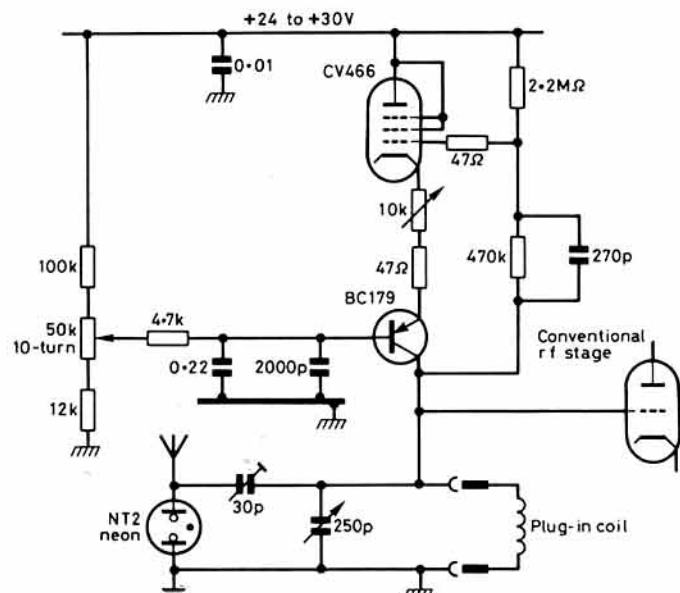 +24 to +30V
0·01
CV466
2·2MΩ
47Ω
10k
100k
47Ω
470k
270p
BC179
50k
10-turn
4·7k
Conventional
rf stage
0·22
2000p
12k
NT2
neon
30p
250p
Plug-in coil